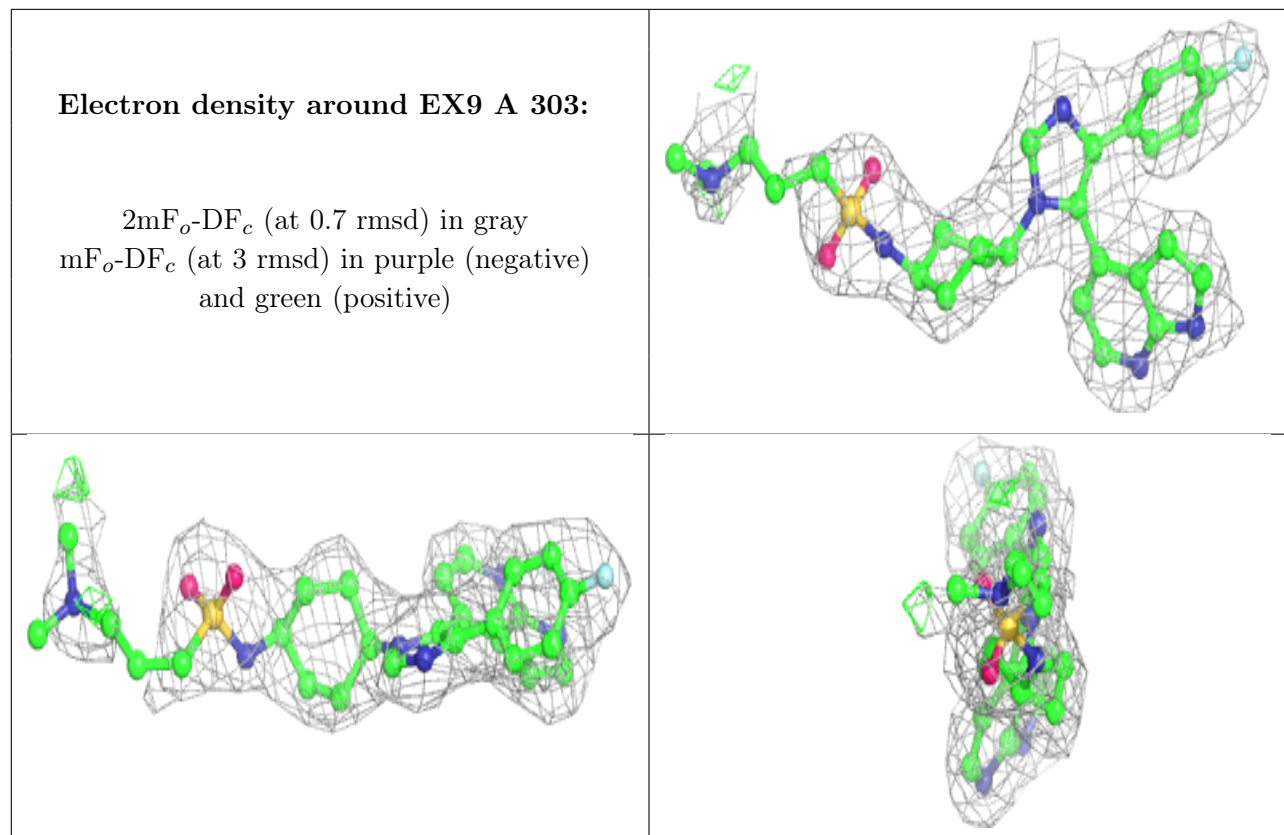 Electron density around EX9 A 303:
2mFo-DFc (at 0.7 rmsd) in gray
mFo-DFc (at 3 rmsd) in purple (negative)
and green (positive)